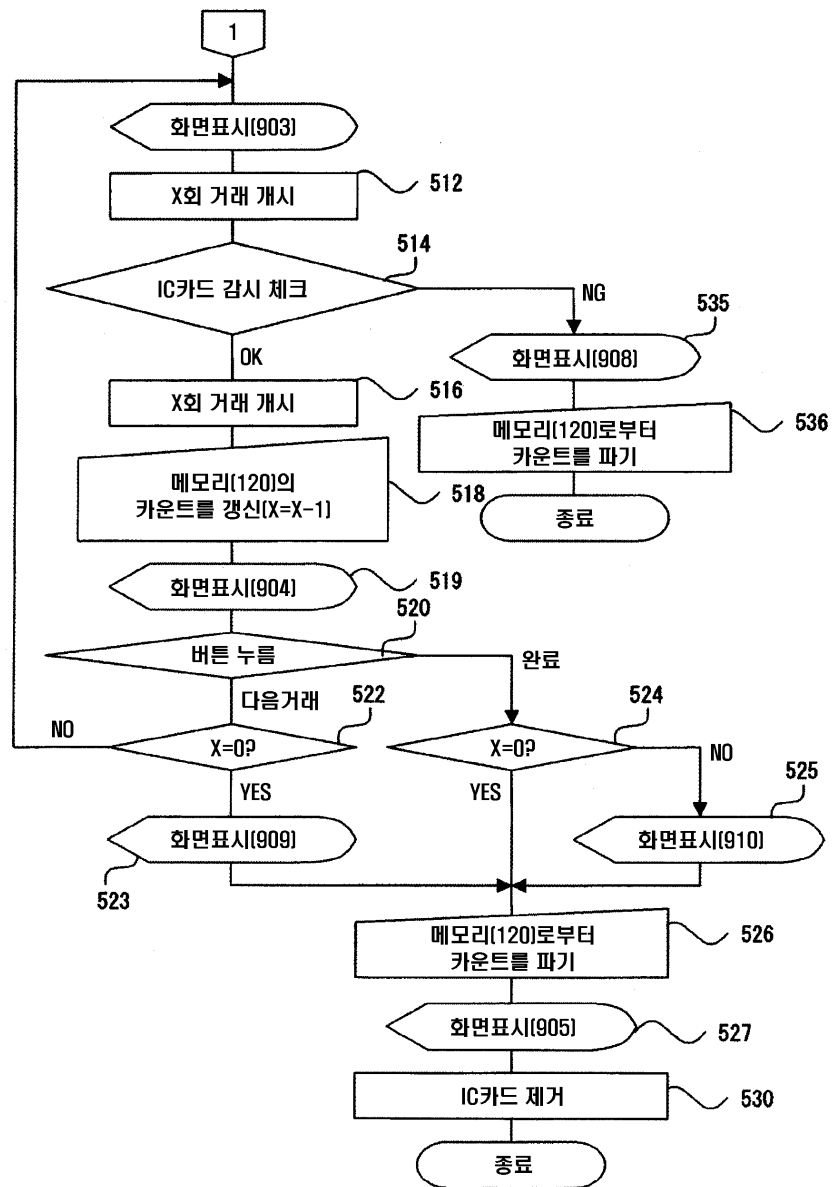 1
화면표시(903)
X회 거래 개시
512
IC카드 감시 체크
514
NG
OK
화면표시(908)
535
X회 거래 개시
516
메모리(120)로부터
카운트를 파기
536
메모리(120)의
카운트를 갱신(X=X-1)
518
종료
화면표시(904)
519
버튼 누름
520
완료
다음거래
NO
X=0?
522
X=0?
524
NO
YES
YES
화면표시(909)
523
화면표시(910)
525
메모리(120)로부터
카운트를 파기
526
화면표시(905)
527
IC카드 제거
530
종료